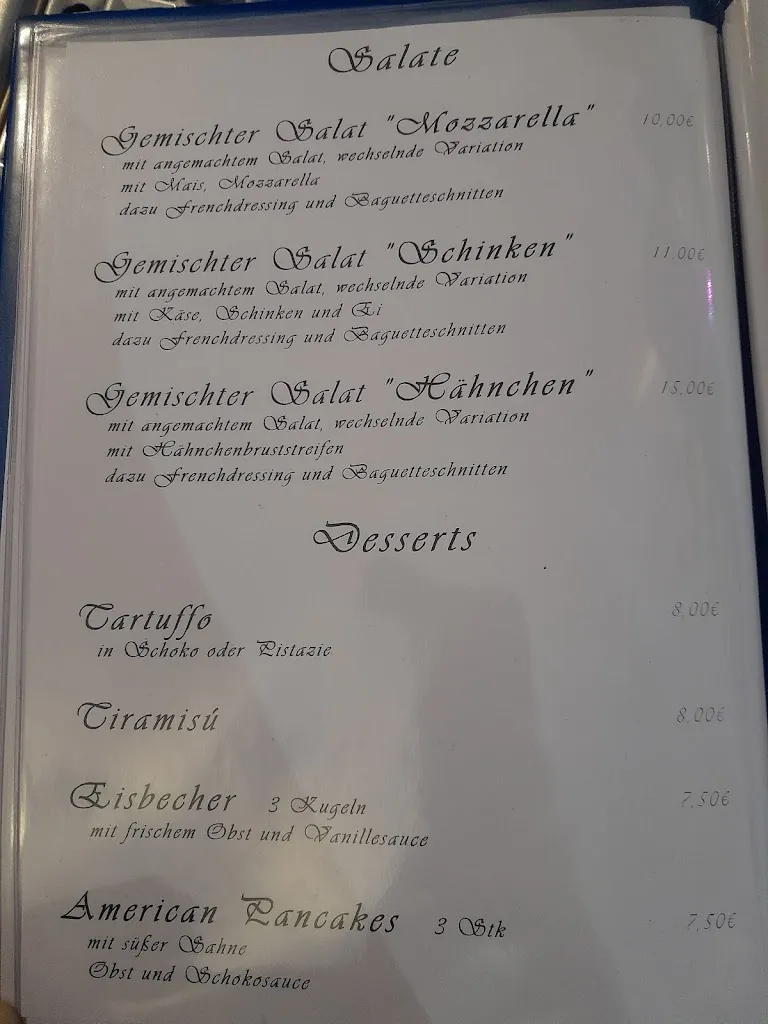 Salate
Gemischter Salat "Mozzarella" 10,00€
mit angemachtem Salat, wechselnde Variation
mit Mais, Mozzarella
dazu Frenchdressing und Baguetteschnitten
Gemischter Salat "Schinken" 11,00€
mit angemachtem Salat, wechselnde Variation
mit Käse, Schinken und Ei
dazu Frenchdressing und Baguetteschnitten
Gemischter Salat "Hähnchen" 15,00€
mit angemachtem Salat, wechselnde Variation
mit Hähnchenbruststreifen
dazu Frenchdressing und Baguetteschnitten
Desserts
Tartuffo 8,00€
in Schoko oder Pistazie
Tiramisú 8,00€
Eisbecher 3 Kugeln 7,50€
mit frischem Obst und Vanillesauce
American Pancakes 3 Stk 7,50€
mit süßer Sahne
Obst und Schokosauce